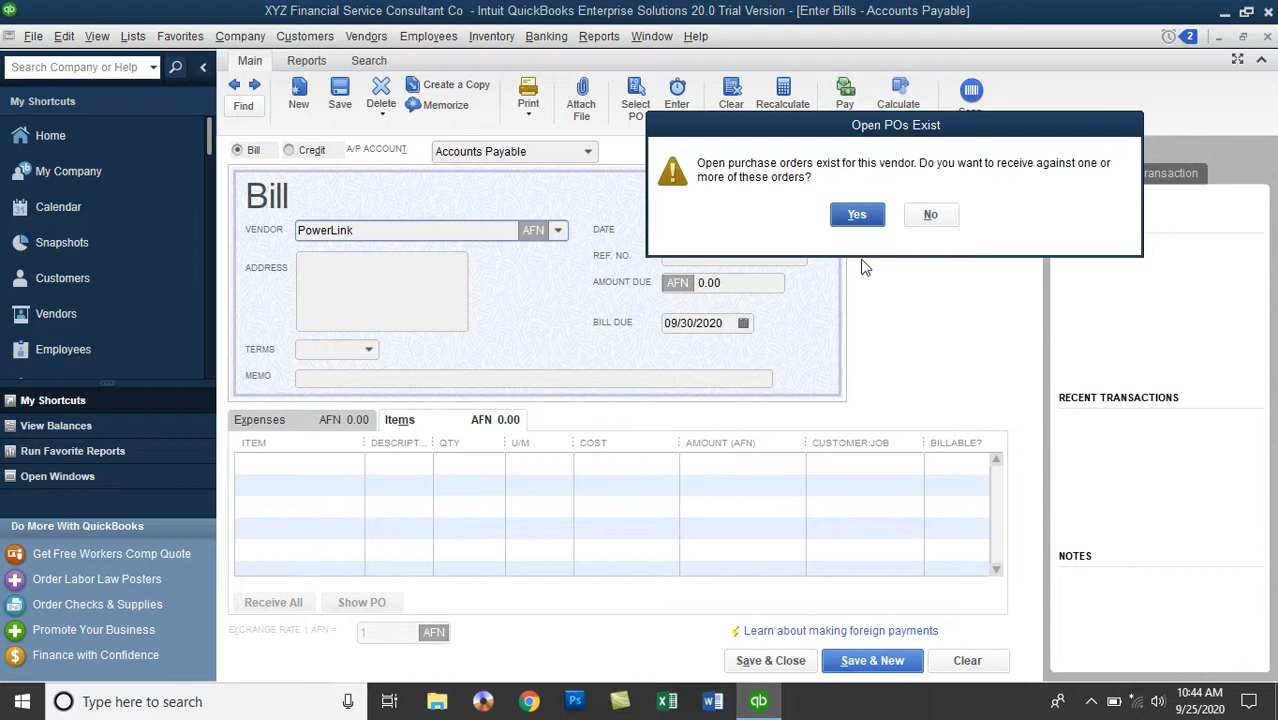 XYZ Financial Service Consultant Co - Intuit QuickBooks Enterprise Solutions 20.0 Trial Version - [Enter Bills - Accounts Payable]
File Edit View Lists Favorites Company Customers Vendors Employees Inventory Banking Reports Window Help 2
Search Company or Help
Main Reports Search
My Shortcuts
Home
My Company
Calendar
Snapshots
Customers
Vendors
Employees
My Shortcuts
View Balances
Run Favorite Reports
Open Windows
Do More With QuickBooks
Get Free Workers Comp Quote
Order Labor Law Posters
Order Checks & Supplies
Promote Your Business
Finance with Confidence
Find
New
Save
Delete
Create a Copy
Memorize
Print
Attach
File
Select
PO
Enter
Clear
Recalculate
Pay
Calculate
Open POs Exist
Open purchase orders exist for this vendor. Do you want to receive against one or
more of these orders?
Yes No
Bill Credit A/P ACCOUNT Accounts Payable
Bill
VENDOR PowerLink AFN DATE
ADDRESS REF. NO.
AMOUNT DUE AFN 0.00
BILL DUE 09/30/2020
TERMS
MEMO
Expenses AFN 0.00 Items AFN 0.00
ITEM DESCRIPT... QTY U/M COST AMOUNT (AFN) CUSTOMER:JOB BILLABLE?
Receive All Show PO
EXCHANGE RATE 1 AFN = 1 AFN
Learn about making foreign payments
Save & Close Save & New Clear
ransaction
RECENT TRANSACTIONS
NOTES
Type here to search
qb
10:44 AM
9/25/2020